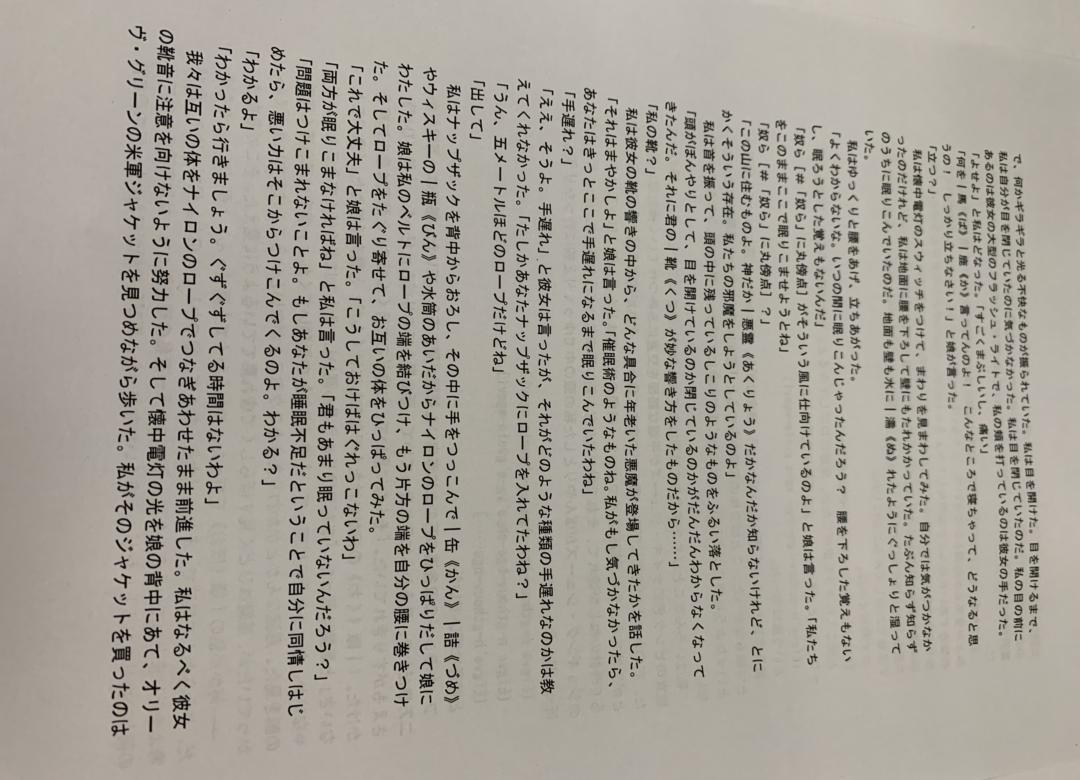 で、何かギラギラと光る不快なものが振られていた。私は目を開けた。目を開けるまで、
私は自分が目を閉じていたのに気づかなかった。私は目を閉じていたのだ。私の目の前に
あるのは彼女の大型のフラッシュ・ライトで、私の頬を打っているのは彼女の手だった。
「よせよ」と私はどなった。「すごくまぶしいし、痛い」
「何を|馬《ば》|鹿《か》言ってんのよ！　こんなところで寝ちゃって、どうなると思
うの！　しっかり立ちなさい！」と娘が言った。
「立つ？」
私は懐中電灯のスウィッチをつけて、まわりを見まわしてみた。自分では気がつかなか
ったのだけれど、私は地面に腰を下ろして壁にもたれかかっていた。たぶん知らず知らず
のうちに眠りこんでいたのだ。地面も壁も水に|濡《ぬ》れたようにぐっしょりと湿って
いた。
私はゆっくりと腰をあげ、立ちあがった。
「よくわからないな。いつの間に眠りこんじゃったんだろう？　腰を下ろした覚えもない
し、眠ろうとした覚えもないんだ」
「奴ら［＃「奴ら」に丸傍点］がそういう風に仕向けているのよ」と娘は言った。「私たち
をこのままここで眠りこませようとね」
「奴ら［＃「奴ら」に丸傍点］？」
「この山に住むものよ。神だか|悪霊《あくりょう》だかなんだか知らないけれど、とに
かくそういう存在。私たちの邪魔をしようとしているのよ」
私は首を振って、頭の中に残っているしこりのようなものをふるい落とした。
「頭がぼんやりとして、目を開けているのか閉じているのかがだんだんわからなくなって
きたんだ。それに君の|靴《くつ》が妙な響き方をしたものだから……」
「私の靴？」
私は彼女の靴の響きの中から、どんな具合に年老いた悪魔が登場してきたかを話した。
「それはまやかしよ」と娘は言った。「催眠術のようなものね。私がもし気づかなかったら、
あなたはきっとここで手遅れになるまで眠りこんでいたわね」
「手遅れ？」
「ええ、そうよ。手遅れ」と彼女は言ったが、それがどのような種類の手遅れなのかは教
えてくれなかった。「たしかあなたナップザックにロープを入れてたわね？」
「うん、五メートルほどのロープだけどね」
「出して」
私はナップザックを背中からおろし、その中に手をつっこんで|缶《かん》|詰《づめ》
やウィスキーの|瓶《びん》や水筒のあいだからナイロンのロープをひっぱりだして娘に
わたした。娘は私のベルトにロープの端を結びつけ、もう片方の端を自分の腰に巻きつけ
た。そしてロープをたぐり寄せて、お互いの体をひっぱってみた。
「これで大丈夫」と娘は言った。「こうしておけばはぐれっこないわ」
「両方が眠りこまなければね」と私は言った。「君もあまり眠っていないんだろう？」
「問題はつけこまれないことよ。もしあなたが睡眠不足だということで自分に同情しはじ
めたら、悪い力はそこからつけこんでくるのよ。わかる？」
「わかるよ」
「わかったら行きましょう。ぐずぐずしてる時間はないわよ」
我々は互いの体をナイロンのロープでつなぎあわせたまま前進した。私はなるべく彼女
の靴音に注意を向けないように努力した。そして懐中電灯の光を娘の背中にあて、オリー
ヴ・グリーンの米軍ジャケットを見つめながら歩いた。私がそのジャケットを買ったのは